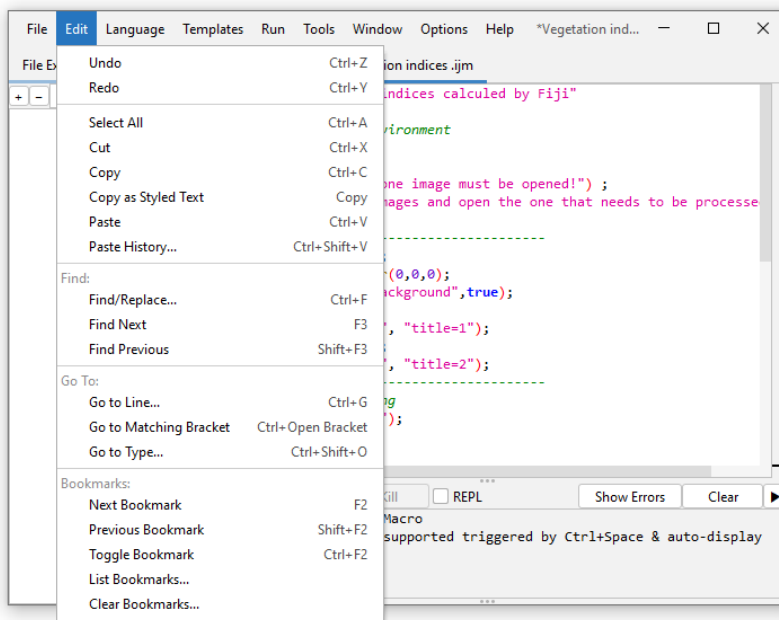 File Edit Language Templates Run Tools Window Options Help *Vegetation ind...
File Ex ion indices .ijm
+ −
Undo Ctrl+Z
Redo Ctrl+Y
Select All Ctrl+A
Cut Ctrl+X
Copy Ctrl+C
Copy as Styled Text Copy
Paste Ctrl+V
Paste History... Ctrl+Shift+V
Find:
Find/Replace... Ctrl+F
Find Next F3
Find Previous Shift+F3
Go To:
Go to Line... Ctrl+G
Go to Matching Bracket Ctrl+Open Bracket
Go to Type... Ctrl+Shift+O
Bookmarks:
Next Bookmark F2
Previous Bookmark Shift+F2
Toggle Bookmark Ctrl+F2
List Bookmarks...
Clear Bookmarks...
indices calculed by Fiji"
vironment
one image must be opened!") ;
mages and open the one that needs to be processe
----------------------
r(0,0,0);
ackground",true);
", "title=1");
", "title=2");
----------------------
ng
");
Kill REPL Show Errors Clear
Macro
supported triggered by Ctrl+Space & auto-display